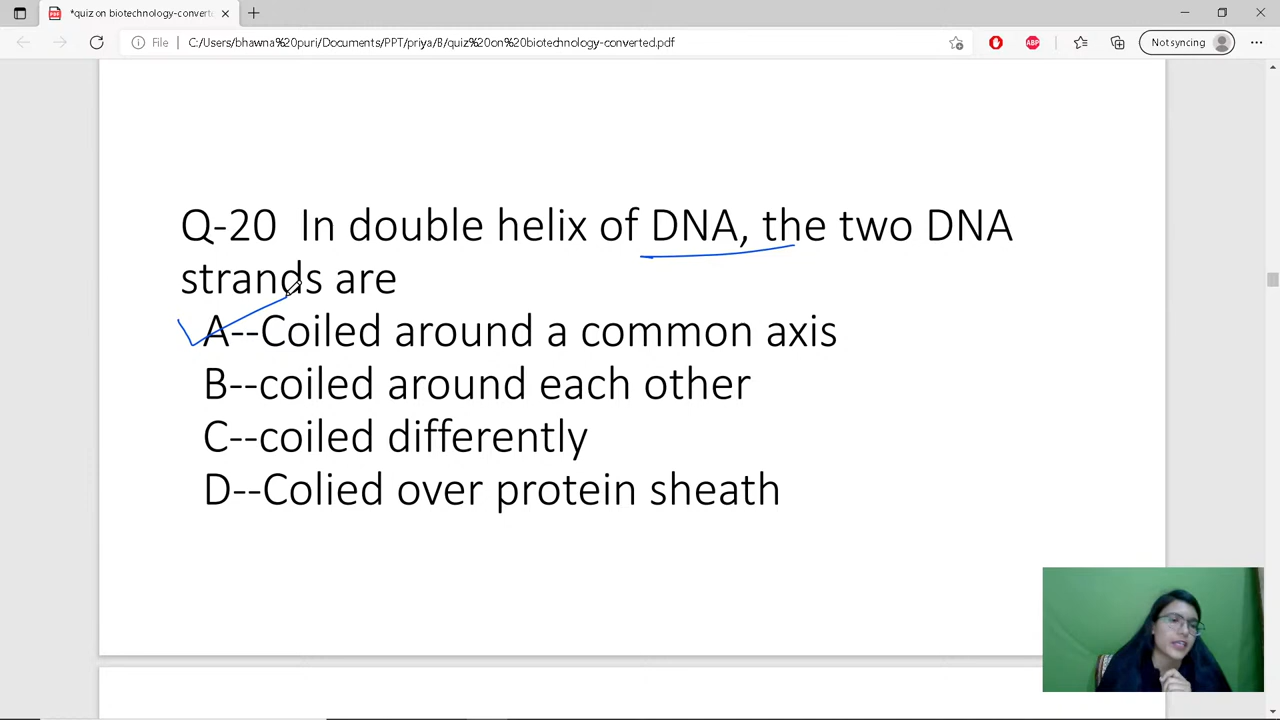 *quiz on biotechnology-converte
File
C:/Users/bhawna%20puri/Documents/PPT/priya/B/quiz%20on%20biotechnology-converted.pdf
ABP
Not syncing
Q-20 In double helix of DNA, the two DNA
strands are
A--Coiled around a common axis
B--coiled around each other
C--coiled differently
D--Colied over protein sheath